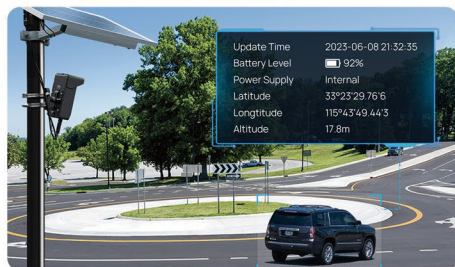 Update Time 2023-06-08 21:32:35
Battery Level 92%
Power Supply Internal
Latitude 33°23'29.76'6
Longtitude 115°43'49.44'3
Altitude 17.8m